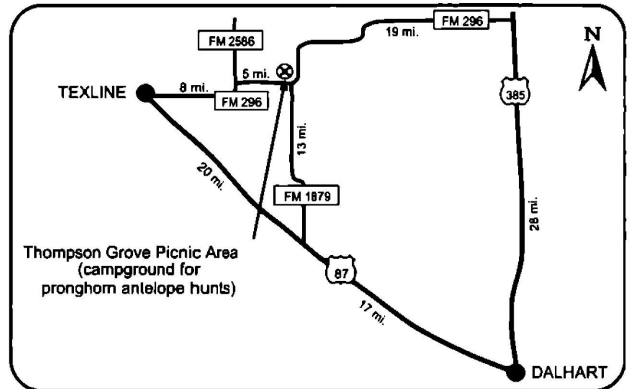 19 mi.
FM 296
N
FM 2586
5 mi.
8 mi.
TEXLINE
FM 296
385
13 mi.
20 mi.
FM 1879
28 mi.
Thompson Grove Picnic Area
(campground for
pronghorn antelope hunts)
87
17 mi.
DALHART